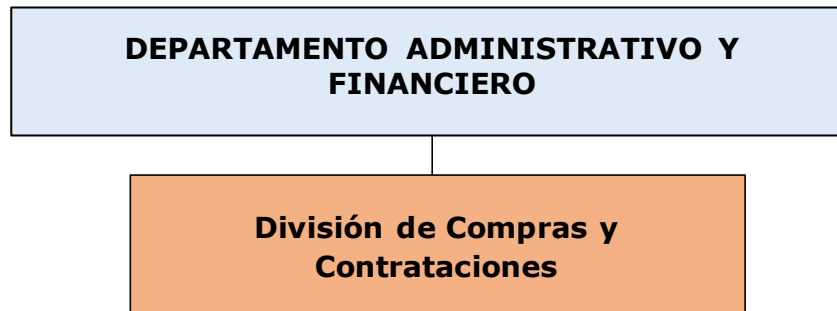 DEPARTAMENTO ADMINISTRATIVO Y
FINANCIERO
División de Compras y
Contrataciones